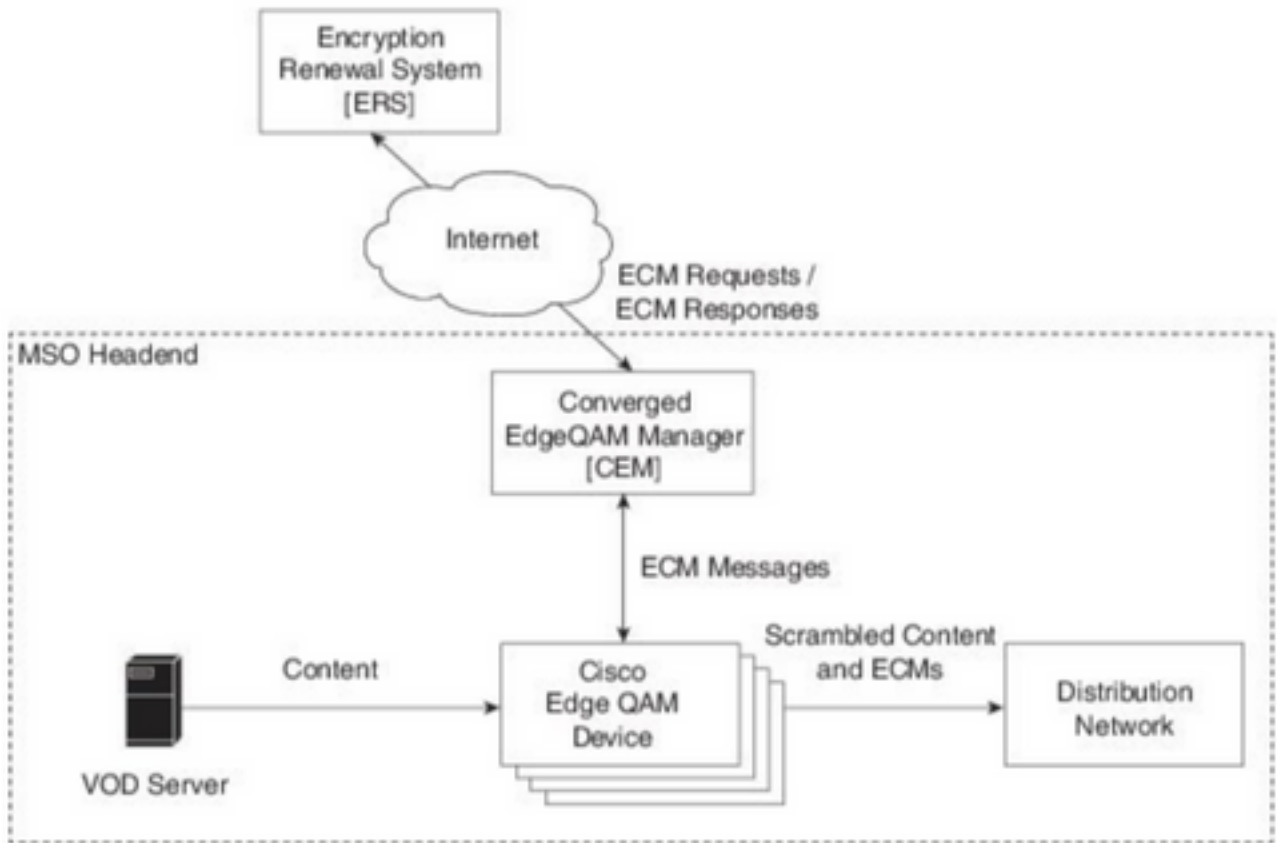 Encryption
Renewal System
[ERS]
Internet
ECM Requests /
ECM Responses
MSO Headend
Converged
EdgeQAM Manager
[CEM]
ECM Messages
Content
Cisco
Edge QAM
Device
Scrambled Content
and ECMs
Distribution
Network
VOD Server